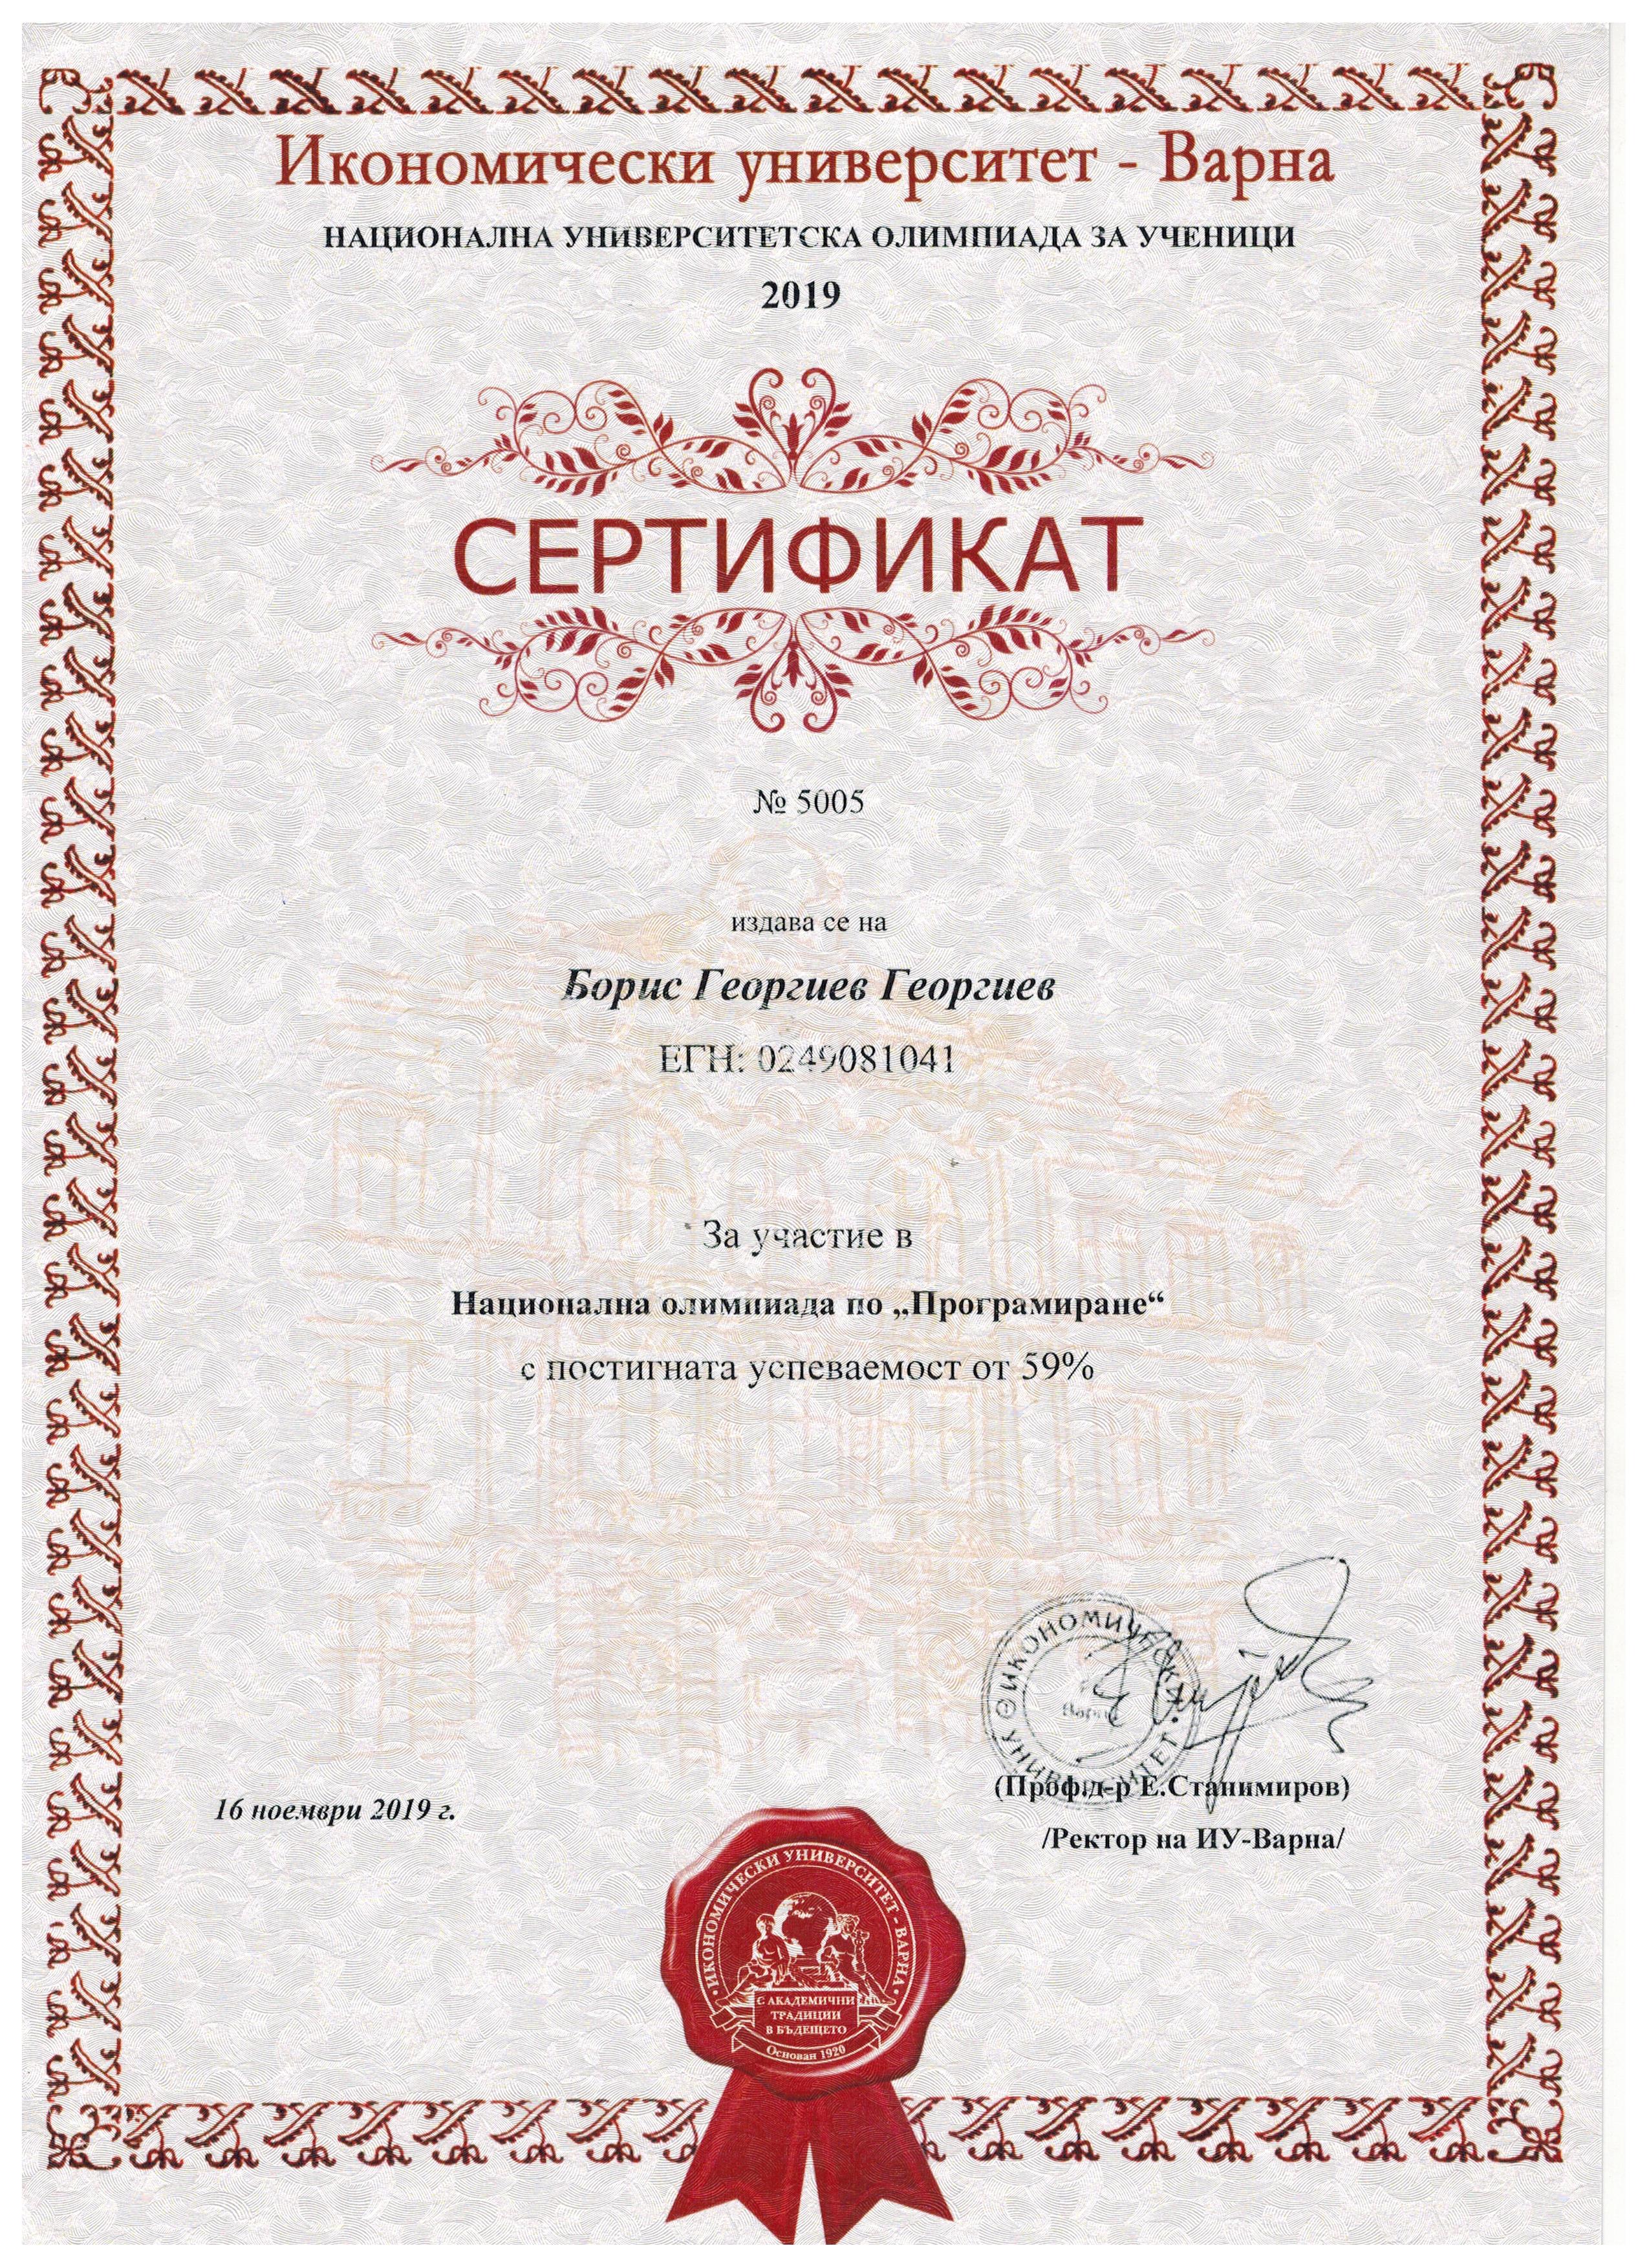 Икономически университет - Варна
НАЦИОНАЛНА УНИВЕРСИТЕТСКА ОЛИМПИАДА ЗА УЧЕНИЦИ
2019
СЕРТИФИКАТ
№ 5005
издава се на
Борис Георгиев Георгиев
ЕГН: 0249081041
За участие в
Национална олимпиада по „Програмиране“
с постигната успеваемост от 59%
ИКОНОМИЧЕСКИ УНИВЕРСИТЕТ
Варна
(Проф.д-р Е.Станимиров)
16 ноември 2019 г.
/Ректор на ИУ-Варна/
• ИКОНОМИЧЕСКИ УНИВЕРСИТЕТ - ВАРНА •
С АКАДЕМИЧНИ
ТРАДИЦИИ
В БЪДЕЩЕТО
Основан 1920